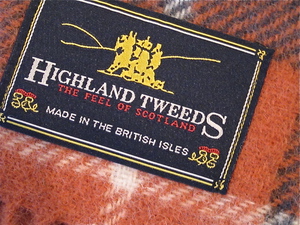 HIGHLAND TWEEDS
THE FEEL OF SCOTLAND
MADE IN THE BRITISH ISLES